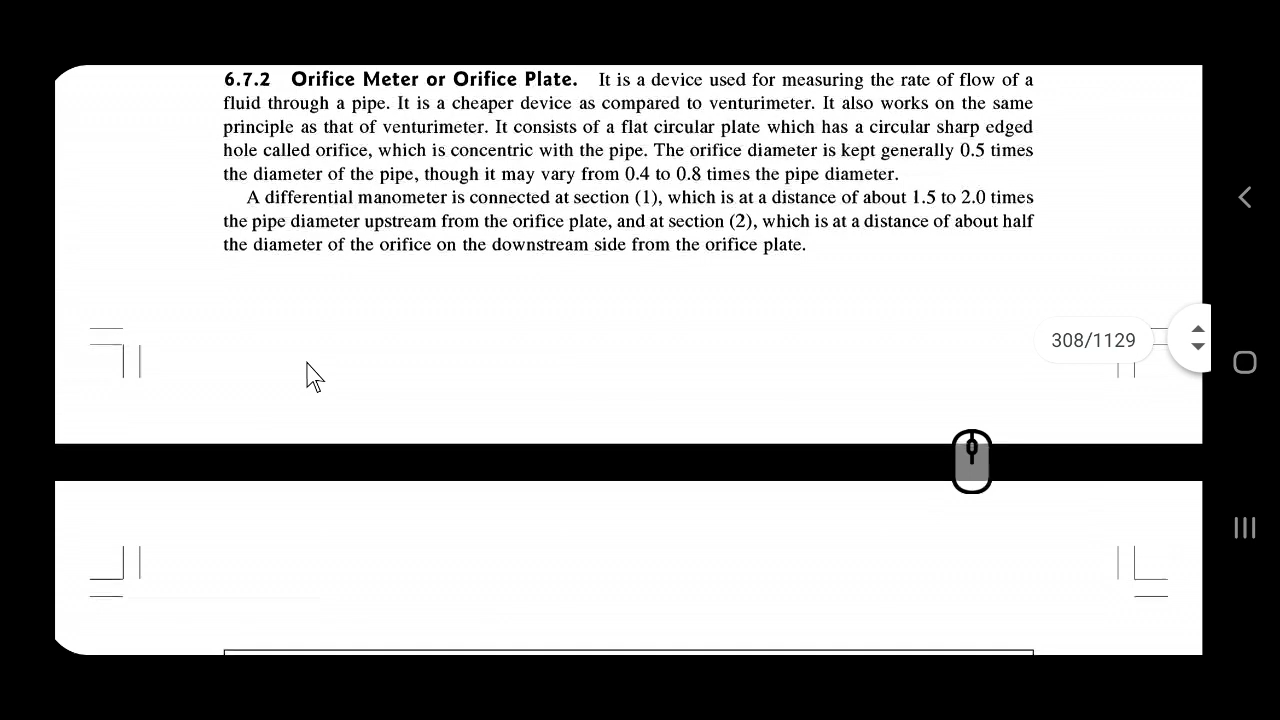 6.7.2 Orifice Meter or Orifice Plate. It is a device used for measuring the rate of flow of a
fluid through a pipe. It is a cheaper device as compared to venturimeter. It also works on the same
principle as that of venturimeter. It consists of a flat circular plate which has a circular sharp edged
hole called orifice, which is concentric with the pipe. The orifice diameter is kept generally 0.5 times
the diameter of the pipe, though it may vary from 0.4 to 0.8 times the pipe diameter.
A differential manometer is connected at section (1), which is at a distance of about 1.5 to 2.0 times
the pipe diameter upstream from the orifice plate, and at section (2), which is at a distance of about half
the diameter of the orifice on the downstream side from the orifice plate.
308/1129